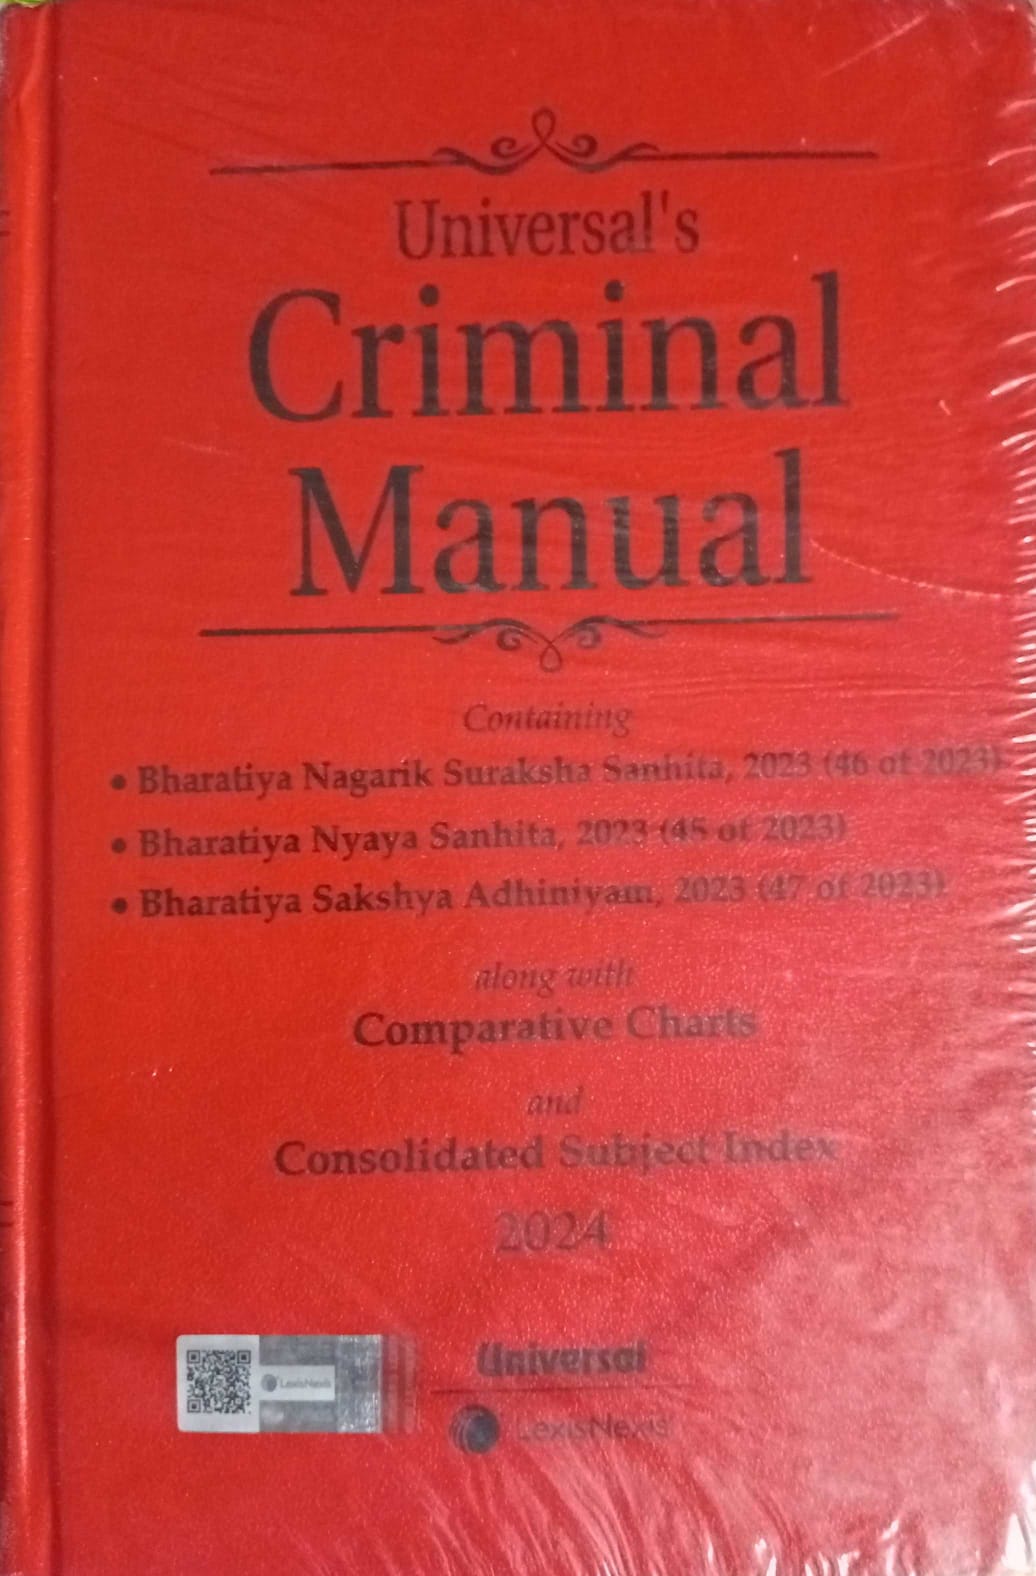 Universal's
Criminal
Manual
Containing
• Bharatiya Nagarik Suraksha Sanhita, 2023 (46 of 2023)
• Bharatiya Nyaya Sanhita, 2023 (45 of 2023)
• Bharatiya Sakshya Adhiniyam, 2023 (47 of 2023)
along with
Comparative Charts
and
Consolidated Subject Index
2024
Universal
LexisNexis
LexisNexis